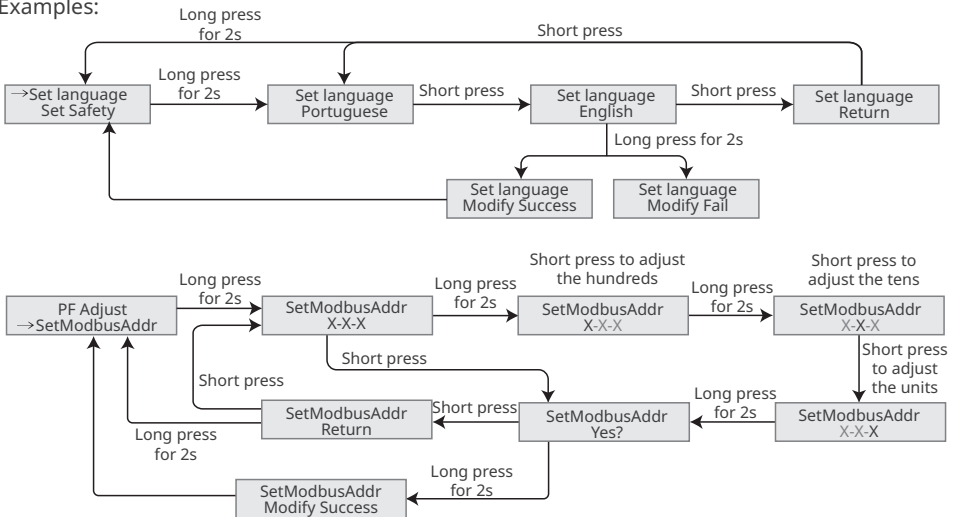 Examples:
Long press
for 2s
Short press
→Set language
Set Safety
Long press
for 2s
Set language
Portuguese
Short press
Set language
English
Short press
Set language
Return
Long press for 2s
Set language
Modify Success
Set language
Modify Fail
PF Adjust
→SetModbusAddr
Long press
for 2s
SetModbusAddr
X-X-X
Long press
for 2s
Short press to adjust
the hundreds
SetModbusAddr
X-X-X
Long press
for 2s
Short press to
adjust the tens
SetModbusAddr
X-X-X
Short press
to adjust
the units
Short press
Short press
SetModbusAddr
Return
Short press
SetModbusAddr
Yes?
Long press
for 2s
SetModbusAddr
X-X-X
Long press
for 2s
Long press
for 2s
SetModbusAddr
Modify Success